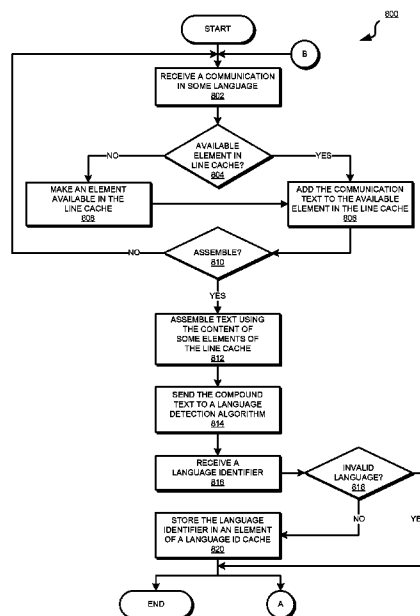 800
START
B
RECEIVE A COMMUNICATION
IN SOME LANGUAGE
802
AVAILABLE
ELEMENT IN
LINE CACHE?
804
NO
YES
MAKE AN ELEMENT
AVAILABLE IN THE
LINE CACHE
808
ADD THE COMMUNICATION
TEXT TO THE AVAILABLE
ELEMENT IN THE LINE CACHE
806
NO
ASSEMBLE?
810
YES
ASSEMBLE TEXT USING
THE CONTENT OF
SOME ELEMENTS OF
THE LINE CACHE
812
SEND THE COMPOUND
TEXT TO A LANGUAGE
DETECTION ALGORITHM
814
RECEIVE A
LANGUAGE IDENTIFIER
816
INVALID
LANGUAGE?
818
NO
STORE THE LANGUAGE
IDENTIFIER IN AN ELEMENT
OF A LANGUAGE ID CACHE
820
END
A